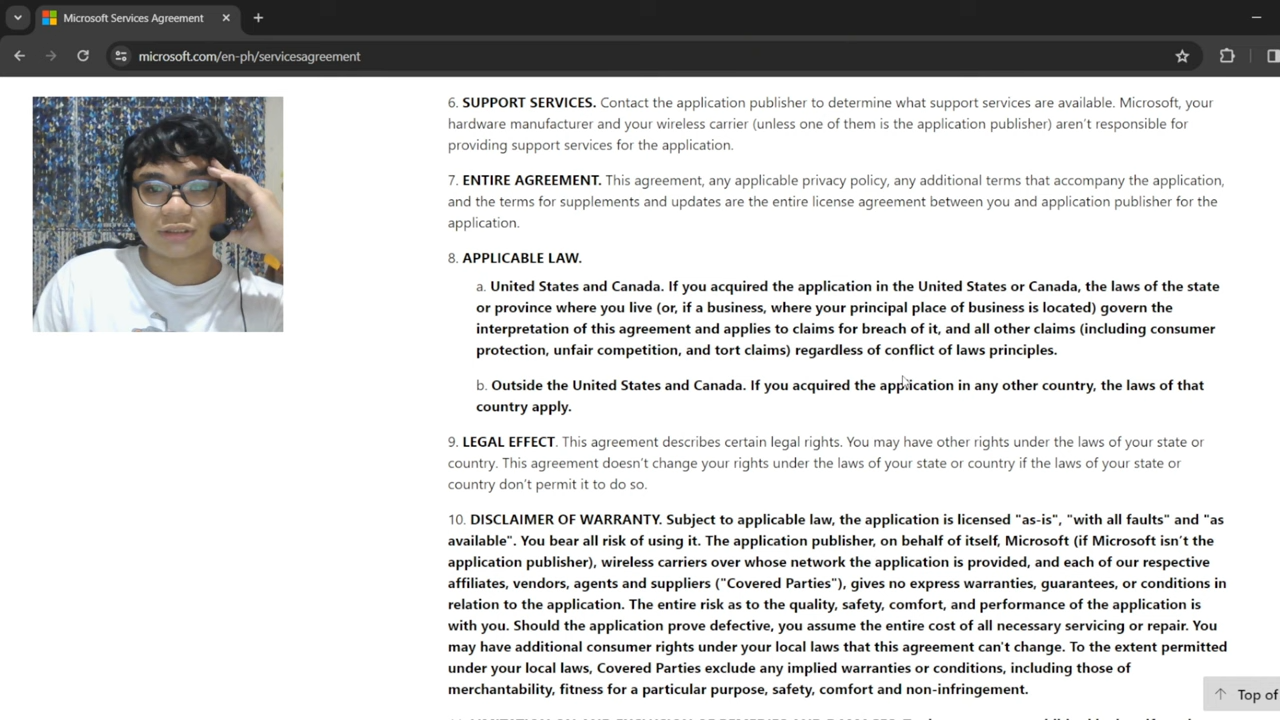 Microsoft Services Agreement
microsoft.com/en-ph/servicesagreement
6. SUPPORT SERVICES. Contact the application publisher to determine what support services are available. Microsoft, your
hardware manufacturer and your wireless carrier (unless one of them is the application publisher) aren't responsible for
providing support services for the application.
7. ENTIRE AGREEMENT. This agreement, any applicable privacy policy, any additional terms that accompany the application,
and the terms for supplements and updates are the entire license agreement between you and application publisher for the
application.
8. APPLICABLE LAW.
a. United States and Canada. If you acquired the application in the United States or Canada, the laws of the state
or province where you live (or, if a business, where your principal place of business is located) govern the
interpretation of this agreement and applies to claims for breach of it, and all other claims (including consumer
protection, unfair competition, and tort claims) regardless of conflict of laws principles.
b. Outside the United States and Canada. If you acquired the application in any other country, the laws of that
country apply.
9. LEGAL EFFECT. This agreement describes certain legal rights. You may have other rights under the laws of your state or
country. This agreement doesn't change your rights under the laws of your state or country if the laws of your state or
country don't permit it to do so.
10. DISCLAIMER OF WARRANTY. Subject to applicable law, the application is licensed "as-is", "with all faults" and "as
available". You bear all risk of using it. The application publisher, on behalf of itself, Microsoft (if Microsoft isn't the
application publisher), wireless carriers over whose network the application is provided, and each of our respective
affiliates, vendors, agents and suppliers ("Covered Parties"), gives no express warranties, guarantees, or conditions in
relation to the application. The entire risk as to the quality, safety, comfort, and performance of the application is
with you. Should the application prove defective, you assume the entire cost of all necessary servicing or repair. You
may have additional consumer rights under your local laws that this agreement can't change. To the extent permitted
under your local laws, Covered Parties exclude any implied warranties or conditions, including those of
merchantability, fitness for a particular purpose, safety, comfort and non-infringement.
Top of